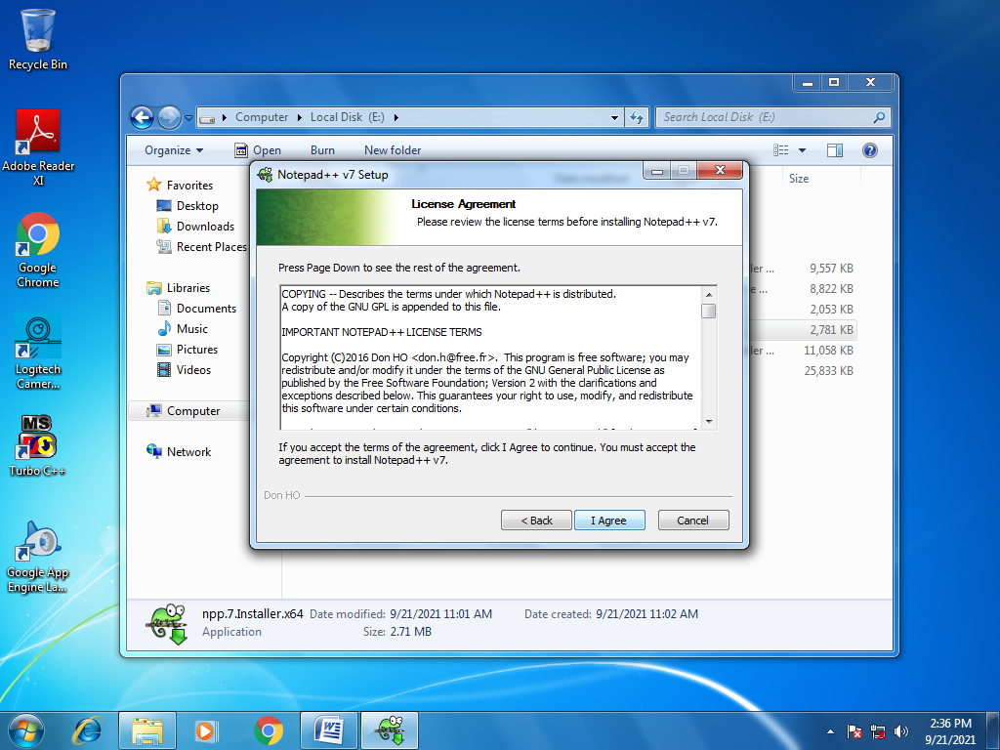 Recycle Bin
Adobe Reader
XI
Google
Chrome
Logitech
Camer...
MS
Turbo C++
Google App
Engine La...
Computer
Local Disk (E:)
Search Local Disk (E:)
Organize
Open
Burn
New folder
Favorites
Desktop
Downloads
Recent Places
Libraries
Documents
Music
Pictures
Videos
Computer
Network
Size
ler ... 9,557 KB
e ... 8,822 KB
2,053 KB
2,781 KB
ler ... 11,058 KB
25,833 KB
Notepad++ v7 Setup
License Agreement
Please review the license terms before installing Notepad++ v7.
Press Page Down to see the rest of the agreement.
COPYING -- Describes the terms under which Notepad++ is distributed.
A copy of the GNU GPL is appended to this file.
IMPORTANT NOTEPAD++ LICENSE TERMS
Copyright (C)2016 Don HO <don.h@free.fr>. This program is free software; you may
redistribute and/or modify it under the terms of the GNU General Public License as
published by the Free Software Foundation; Version 2 with the clarifications and
exceptions described below. This guarantees your right to use, modify, and redistribute
this software under certain conditions.
If you accept the terms of the agreement, click I Agree to continue. You must accept the
agreement to install Notepad++ v7.
Don HO
< Back
I Agree
Cancel
npp.7.Installer.x64 Date modified: 9/21/2021 11:01 AM Date created: 9/21/2021 11:02 AM
Application Size: 2.71 MB
2:36 PM
9/21/2021